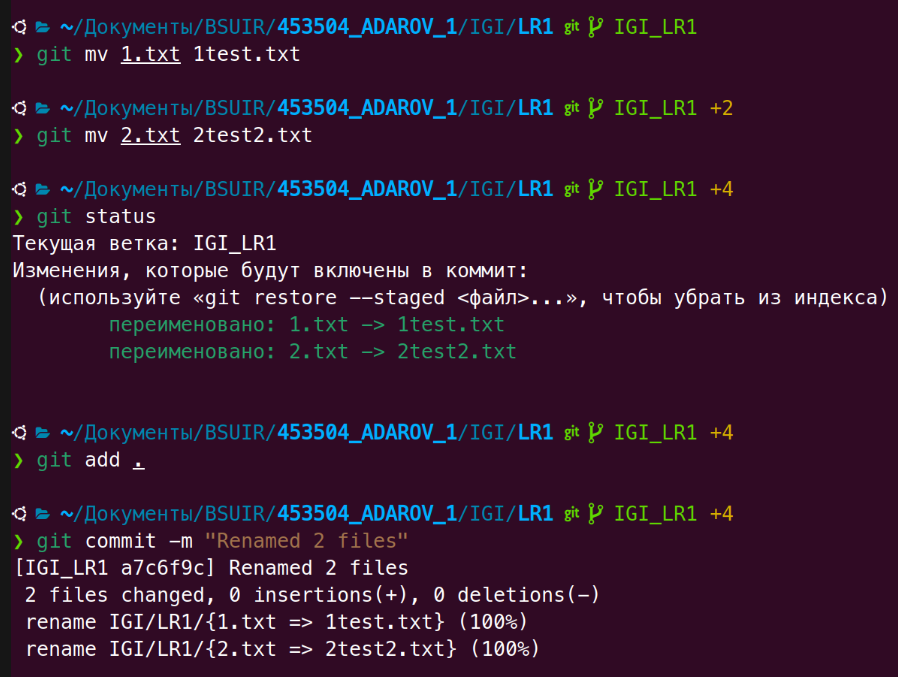 ~/Документы/BSUIR/453504_ADAROV_1/IGI/LR1 git IGI_LR1
❯ git mv 1.txt 1test.txt
~/Документы/BSUIR/453504_ADAROV_1/IGI/LR1 git IGI_LR1 +2
❯ git mv 2.txt 2test2.txt
~/Документы/BSUIR/453504_ADAROV_1/IGI/LR1 git IGI_LR1 +4
❯ git status
Текущая ветка: IGI_LR1
Изменения, которые будут включены в коммит:
(используйте «git restore --staged <файл>...», чтобы убрать из индекса)
переименовано: 1.txt -> 1test.txt
переименовано: 2.txt -> 2test2.txt
~/Документы/BSUIR/453504_ADAROV_1/IGI/LR1 git IGI_LR1 +4
❯ git add .
~/Документы/BSUIR/453504_ADAROV_1/IGI/LR1 git IGI_LR1 +4
❯ git commit -m "Renamed 2 files"
[IGI_LR1 a7c6f9c] Renamed 2 files
2 files changed, 0 insertions(+), 0 deletions(-)
rename IGI/LR1/{1.txt => 1test.txt} (100%)
rename IGI/LR1/{2.txt => 2test2.txt} (100%)